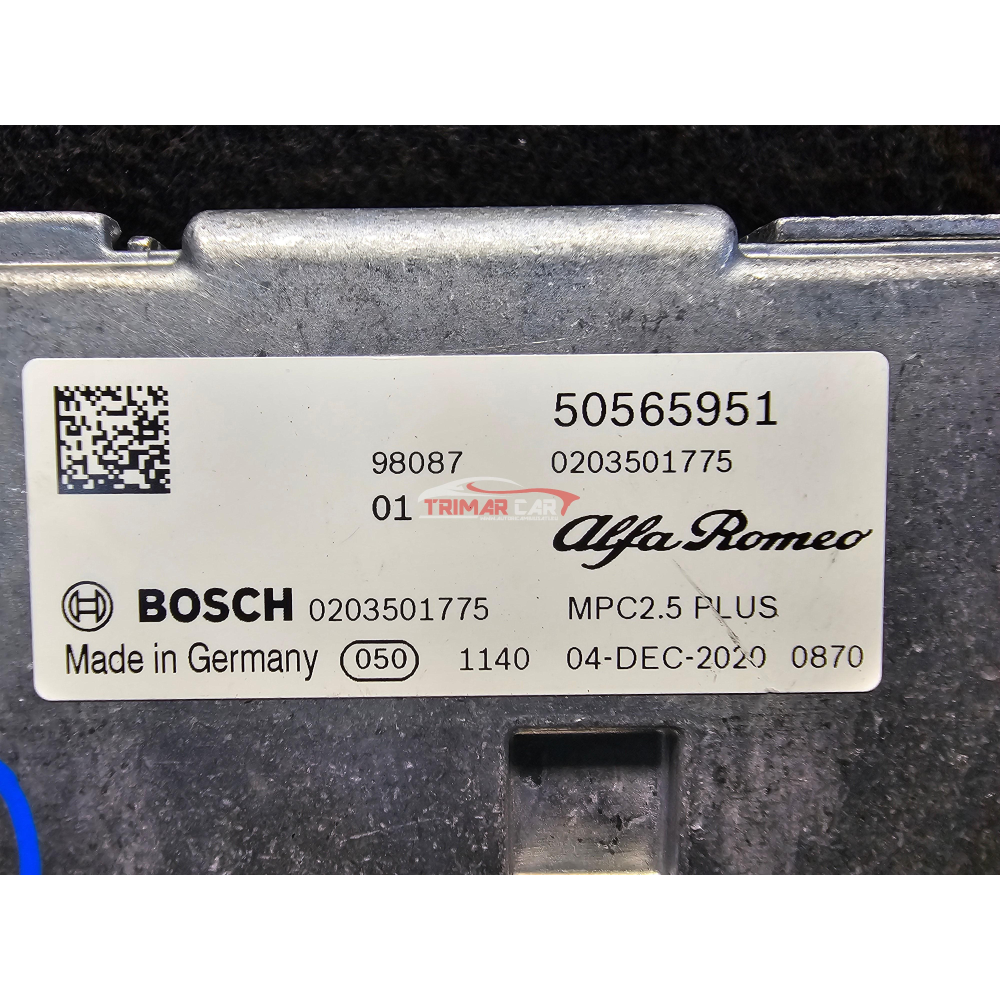 50565951
98087 0203501775
01
TRIMAR CAR
Alfa Romeo
BOSCH 0203501775 MPC2.5 PLUS
Made in Germany 050 1140 04-DEC-2020 0870